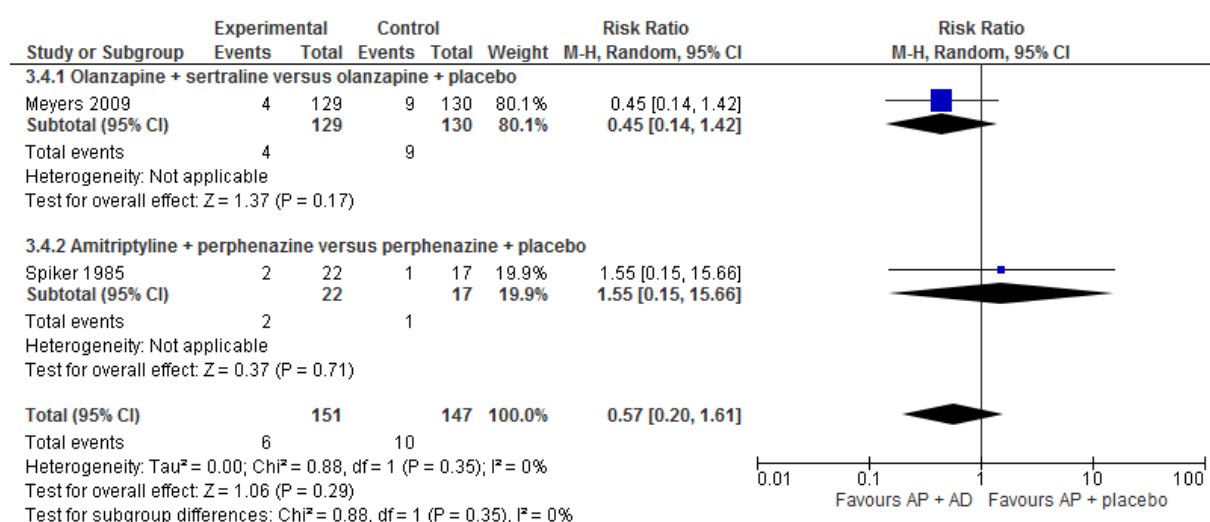 Experimental Control Risk Ratio Risk Ratio
Study or Subgroup Events Total Events Total Weight M-H, Random, 95% CI M-H, Random, 95% CI
3.4.1 Olanzapine + sertraline versus olanzapine + placebo
Meyers 2009 4 129 9 130 80.1% 0.45 [0.14, 1.42]
Subtotal (95% CI) 129 130 80.1% 0.45 [0.14, 1.42]
Total events 4 9
Heterogeneity: Not applicable
Test for overall effect: Z = 1.37 (P = 0.17)
3.4.2 Amitriptyline + perphenazine versus perphenazine + placebo
Spiker 1985 2 22 1 17 19.9% 1.55 [0.15, 15.66]
Subtotal (95% CI) 22 17 19.9% 1.55 [0.15, 15.66]
Total events 2 1
Heterogeneity: Not applicable
Test for overall effect: Z = 0.37 (P = 0.71)
Total (95% CI) 151 147 100.0% 0.57 [0.20, 1.61]
Total events 6 10
Heterogeneity: Tau² = 0.00; Chi² = 0.88, df = 1 (P = 0.35); I² = 0%
Test for overall effect: Z = 1.06 (P = 0.29)
Test for subgroup differences: Chi² = 0.88, df = 1 (P = 0.35), I² = 0%
0.01 0.1 1 10 100
Favours AP + AD Favours AP + placebo